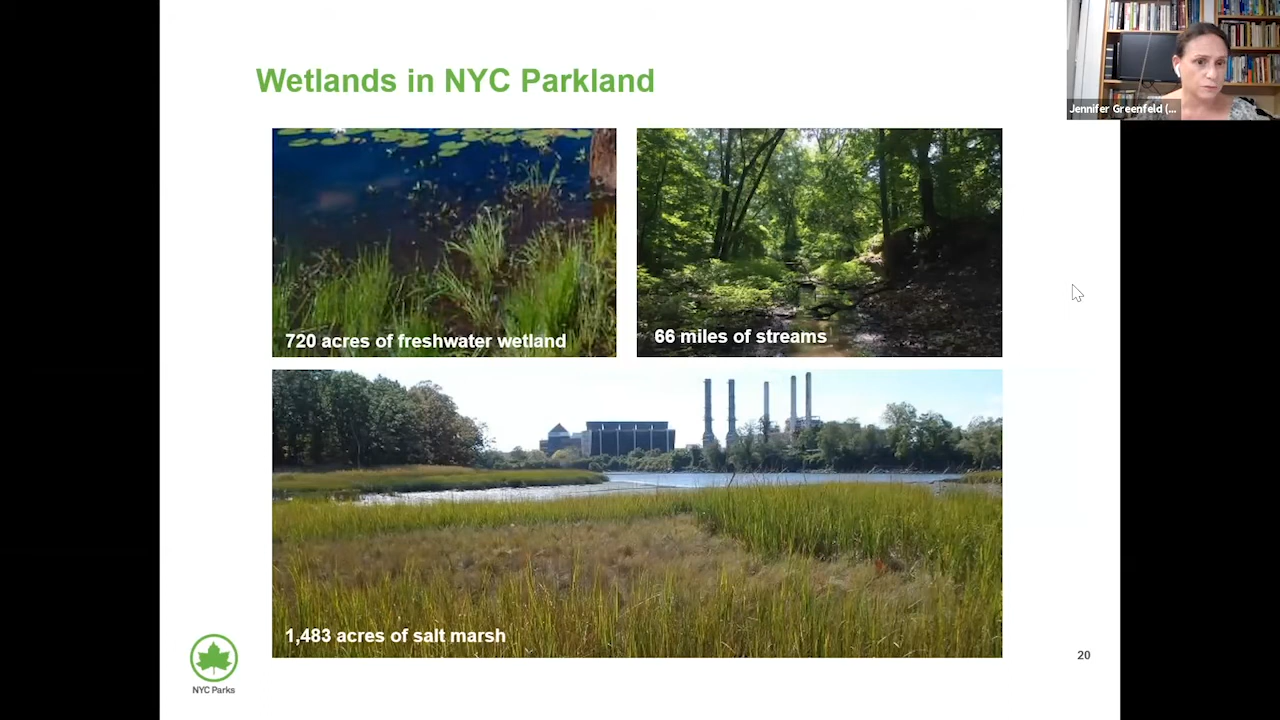 Wetlands in NYC Parkland
Jennifer Greenfeld (...
720 acres of freshwater wetland
66 miles of streams
1,483 acres of salt marsh
NYC Parks
20